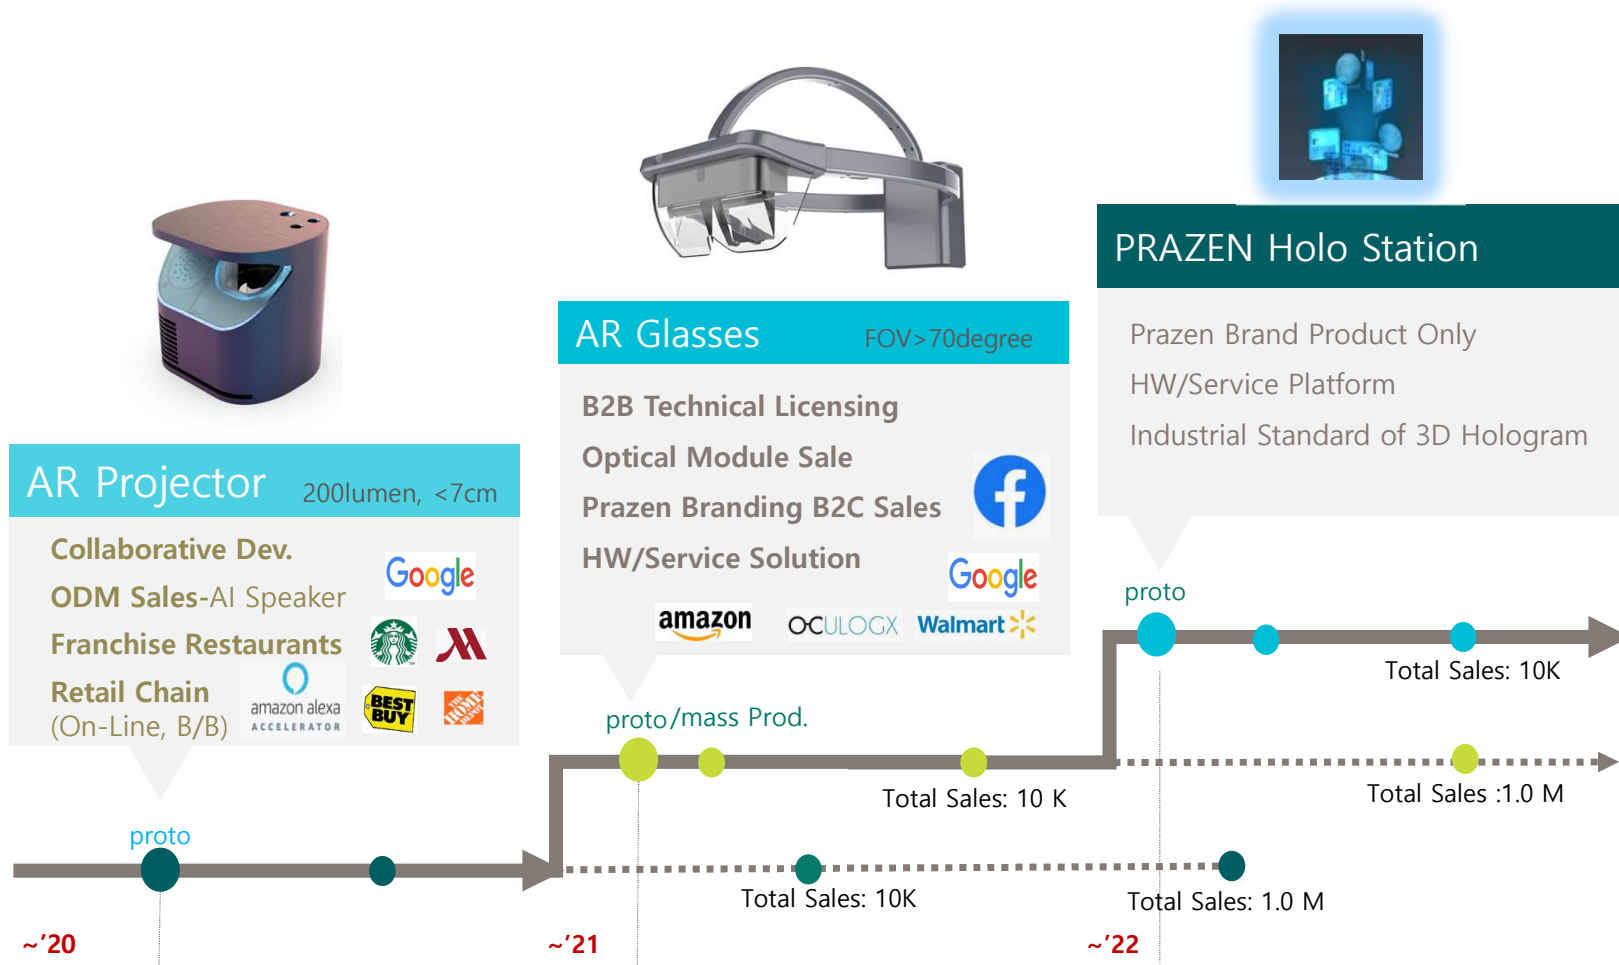 PRAZEN Holo Station
Prazen Brand Product Only
HW/Service Platform
Industrial Standard of 3D Hologram
AR Glasses FOV>70degree
B2B Technical Licensing
Optical Module Sale
Prazen Branding B2C Sales
HW/Service Solution
f
Google
amazon OCULOGX Walmart
AR Projector 200lumen, <7cm
Collaborative Dev.
ODM Sales-AI Speaker
Google
Franchise Restaurants
Retail Chain
(On-Line, B/B)
amazon alexa
ACCELERATOR
BEST
BUY
THE
HOME
DEPOT
proto
Total Sales: 10K
proto/mass Prod.
Total Sales: 10 K
Total Sales :1.0 M
proto
Total Sales: 10K
Total Sales: 1.0 M
~’20
~’21
~’22